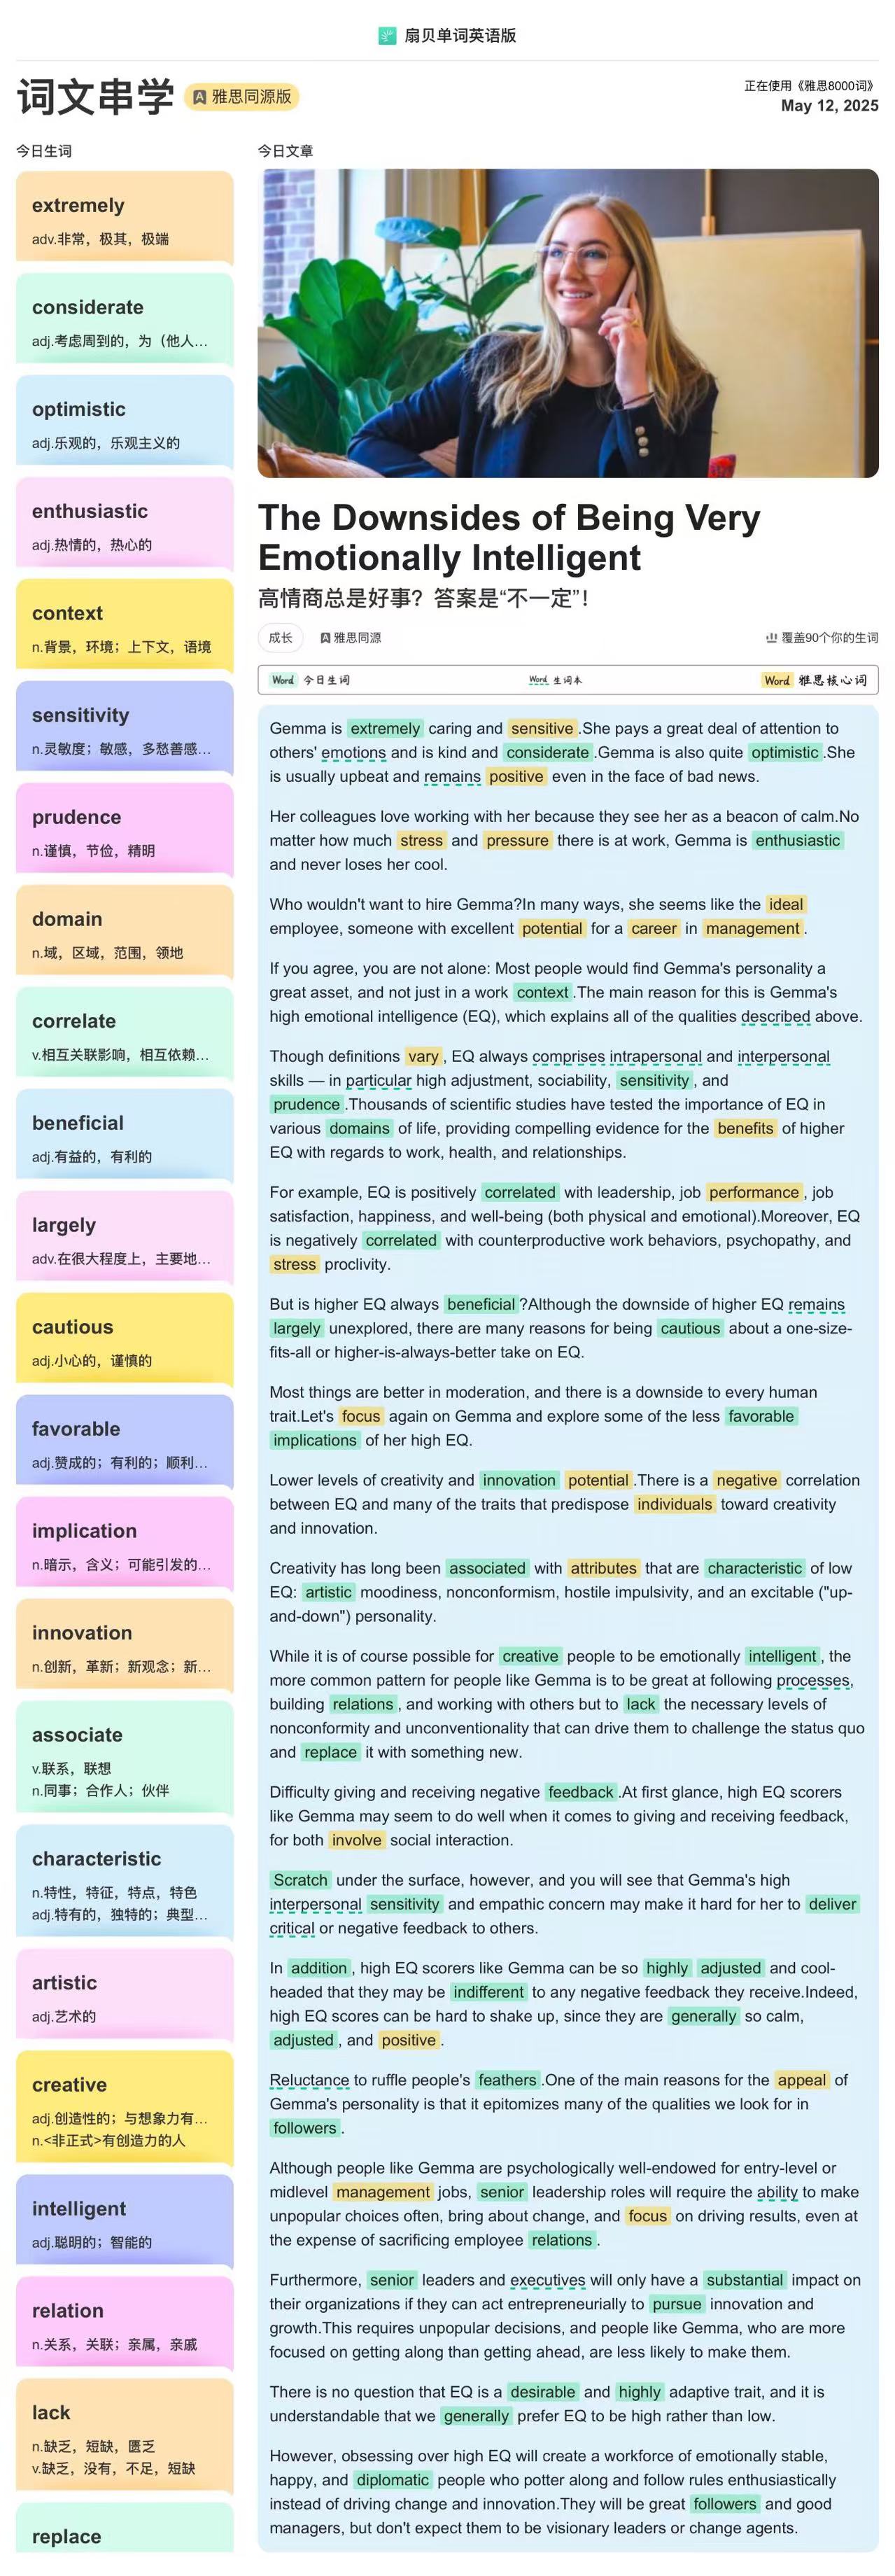 扇贝单词英语版
词文串学
雅思同源版
正在使用《雅思8000词》
May 12, 2025
今日生词
extremely
adv.非常，极其，极端
considerate
adj.考虑周到的，为（他人…
optimistic
adj.乐观的，乐观主义的
enthusiastic
adj.热情的，热心的
context
n.背景，环境；上下文，语境
sensitivity
n.灵敏度；敏感，多愁善感…
prudence
n.谨慎，节俭，精明
domain
n.域，区域，范围，领地
correlate
v.相互关联影响，相互依赖…
beneficial
adj.有益的，有利的
largely
adv.在很大程度上，主要地…
cautious
adj.小心的，谨慎的
favorable
adj.赞成的；有利的；顺利…
implication
n.暗示，含义；可能引发的…
innovation
n.创新，革新；新观念；新…
associate
v.联系，联想
n.同事；合作人；伙伴
characteristic
n.特性，特征，特点，特色
adj.特有的，独特的；典型…
artistic
adj.艺术的
creative
adj.创造性的；与想象力有…
n.<非正式>有创造力的人
intelligent
adj.聪明的；智能的
relation
n.关系，关联；亲属，亲戚
lack
n.缺乏，短缺，匮乏
v.缺乏，没有，不足，短缺
replace
今日文章
The Downsides of Being Very
Emotionally Intelligent
高情商总是好事？答案是“不一定”！
成长
雅思同源
覆盖90个你的生词
Word 今日生词
Word 生词本
Word 雅思核心词
Gemma is extremely caring and sensitive.She pays a great deal of attention to
others' emotions and is kind and considerate.Gemma is also quite optimistic.She
is usually upbeat and remains positive even in the face of bad news.
Her colleagues love working with her because they see her as a beacon of calm.No
matter how much stress and pressure there is at work, Gemma is enthusiastic
and never loses her cool.
Who wouldn't want to hire Gemma?In many ways, she seems like the ideal
employee, someone with excellent potential for a career in management.
If you agree, you are not alone: Most people would find Gemma's personality a
great asset, and not just in a work context.The main reason for this is Gemma's
high emotional intelligence (EQ), which explains all of the qualities described above.
Though definitions vary, EQ always comprises intrapersonal and interpersonal
skills — in particular high adjustment, sociability, sensitivity, and
prudence.Thousands of scientific studies have tested the importance of EQ in
various domains of life, providing compelling evidence for the benefits of higher
EQ with regards to work, health, and relationships.
For example, EQ is positively correlated with leadership, job performance, job
satisfaction, happiness, and well-being (both physical and emotional).Moreover, EQ
is negatively correlated with counterproductive work behaviors, psychopathy, and
stress proclivity.
But is higher EQ always beneficial?Although the downside of higher EQ remains
largely unexplored, there are many reasons for being cautious about a one-size-
fits-all or higher-is-always-better take on EQ.
Most things are better in moderation, and there is a downside to every human
trait.Let's focus again on Gemma and explore some of the less favorable
implications of her high EQ.
Lower levels of creativity and innovation potential.There is a negative correlation
between EQ and many of the traits that predispose individuals toward creativity
and innovation.
Creativity has long been associated with attributes that are characteristic of low
EQ: artistic moodiness, nonconformism, hostile impulsivity, and an excitable ("up-
and-down") personality.
While it is of course possible for creative people to be emotionally intelligent, the
more common pattern for people like Gemma is to be great at following processes,
building relations, and working with others but to lack the necessary levels of
nonconformity and unconventionality that can drive them to challenge the status quo
and replace it with something new.
Difficulty giving and receiving negative feedback.At first glance, high EQ scorers
like Gemma may seem to do well when it comes to giving and receiving feedback,
for both involve social interaction.
Scratch under the surface, however, and you will see that Gemma's high
interpersonal sensitivity and empathic concern may make it hard for her to deliver
critical or negative feedback to others.
In addition, high EQ scorers like Gemma can be so highly adjusted and cool-
headed that they may be indifferent to any negative feedback they receive.Indeed,
high EQ scores can be hard to shake up, since they are generally so calm,
adjusted, and positive.
Reluctance to ruffle people's feathers.One of the main reasons for the appeal of
Gemma's personality is that it epitomizes many of the qualities we look for in
followers.
Although people like Gemma are psychologically well-endowed for entry-level or
midlevel management jobs, senior leadership roles will require the ability to make
unpopular choices often, bring about change, and focus on driving results, even at
the expense of sacrificing employee relations.
Furthermore, senior leaders and executives will only have a substantial impact on
their organizations if they can act entrepreneurially to pursue innovation and
growth.This requires unpopular decisions, and people like Gemma, who are more
focused on getting along than getting ahead, are less likely to make them.
There is no question that EQ is a desirable and highly adaptive trait, and it is
understandable that we generally prefer EQ to be high rather than low.
However, obsessing over high EQ will create a workforce of emotionally stable,
happy, and diplomatic people who potter along and follow rules enthusiastically
instead of driving change and innovation.They will be great followers and good
managers, but don't expect them to be visionary leaders or change agents.